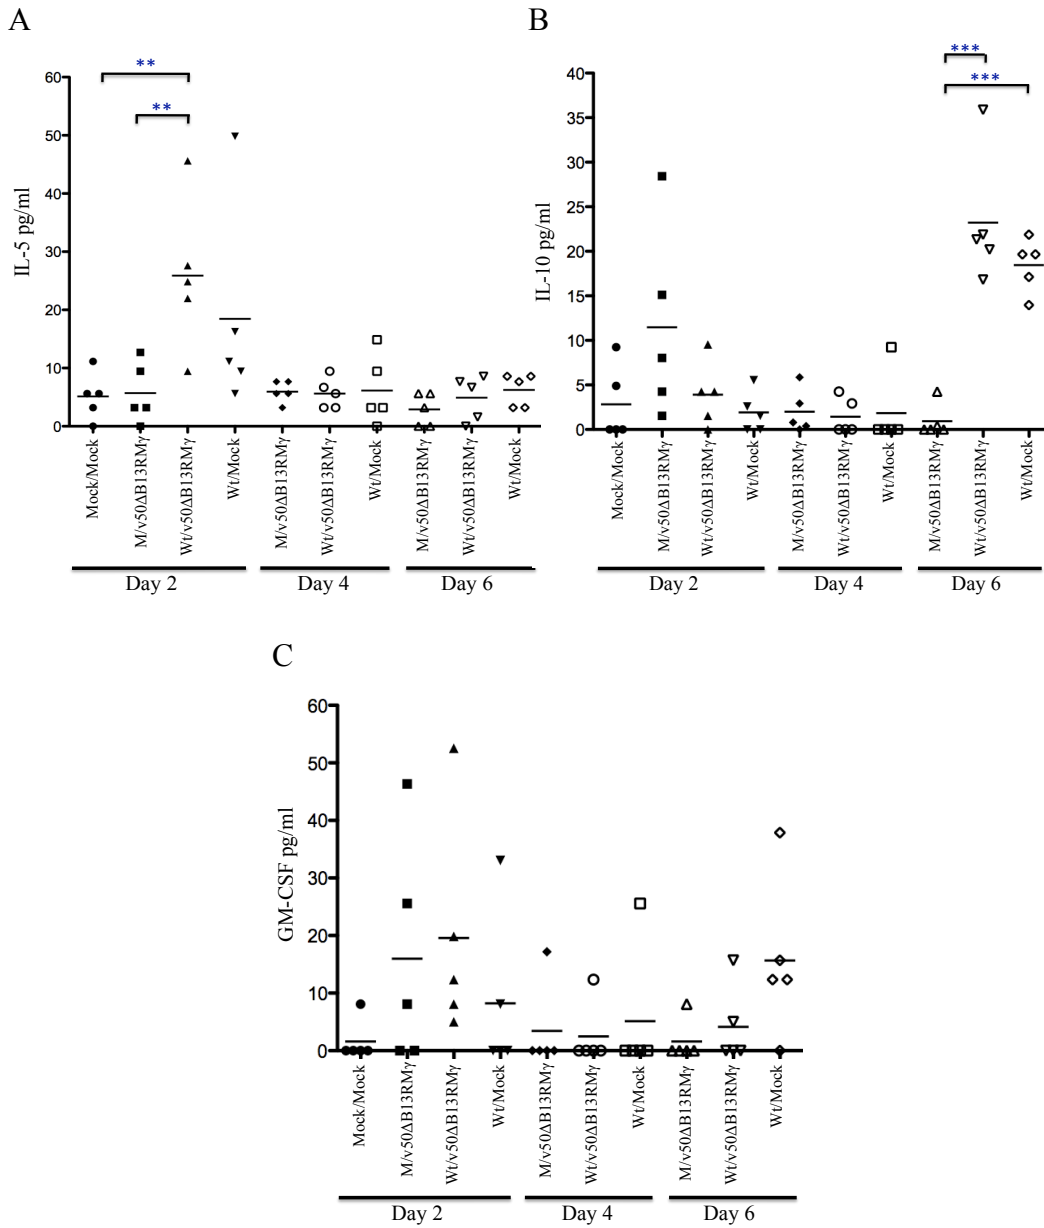 A
**
**
60
50
40
30
20
10
0
IL-5 pg/ml
Mock/Mock
M/v50ΔB13RMγ
Wt/v50ΔB13RMγ
Wt/Mock
M/v50ΔB13RMγ
Wt/v50ΔB13RMγ
Wt/Mock
M/v50ΔB13RMγ
Wt/v50ΔB13RMγ
Wt/Mock
Day 2
Day 4
Day 6
B
***
***
40
35
30
25
20
15
10
5
0
IL-10 pg/ml
Mock/Mock
M/v50ΔB13RMγ
Wt/v50ΔB13RMγ
Wt/Mock
M/v50ΔB13RMγ
Wt/v50ΔB13RMγ
Wt/Mock
M/v50ΔB13RMγ
Wt/v50ΔB13RMγ
Wt/Mock
Day 2
Day 4
Day 6
C
60
50
40
30
20
10
0
GM-CSF pg/ml
Mock/Mock
M/v50ΔB13RMγ
Wt/v50ΔB13RMγ
Wt/Mock
M/v50ΔB13RMγ
Wt/v50ΔB13RMγ
Wt/Mock
M/v50ΔB13RMγ
Wt/v50ΔB13RMγ
Wt/Mock
Day 2
Day 4
Day 6